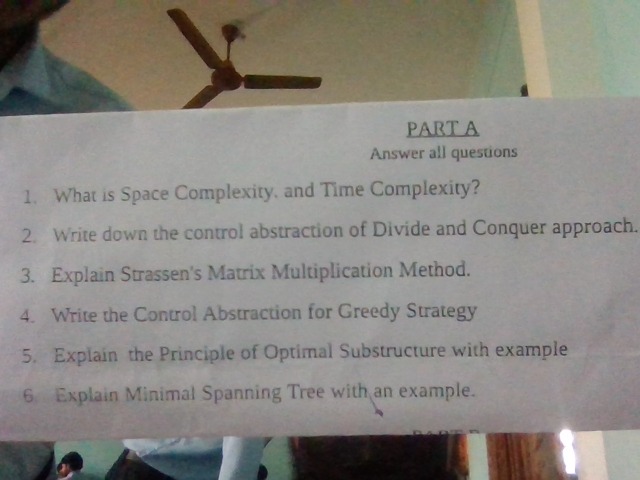 PART A
Answer all questions
1. What is Space Complexity. and Time Complexity?
2. Write down the control abstraction of Divide and Conquer approach.
3. Explain Strassen's Matrix Multiplication Method.
4. Write the Control Abstraction for Greedy Strategy
5. Explain the Principle of Optimal Substructure with example
6. Explain Minimal Spanning Tree with an example.